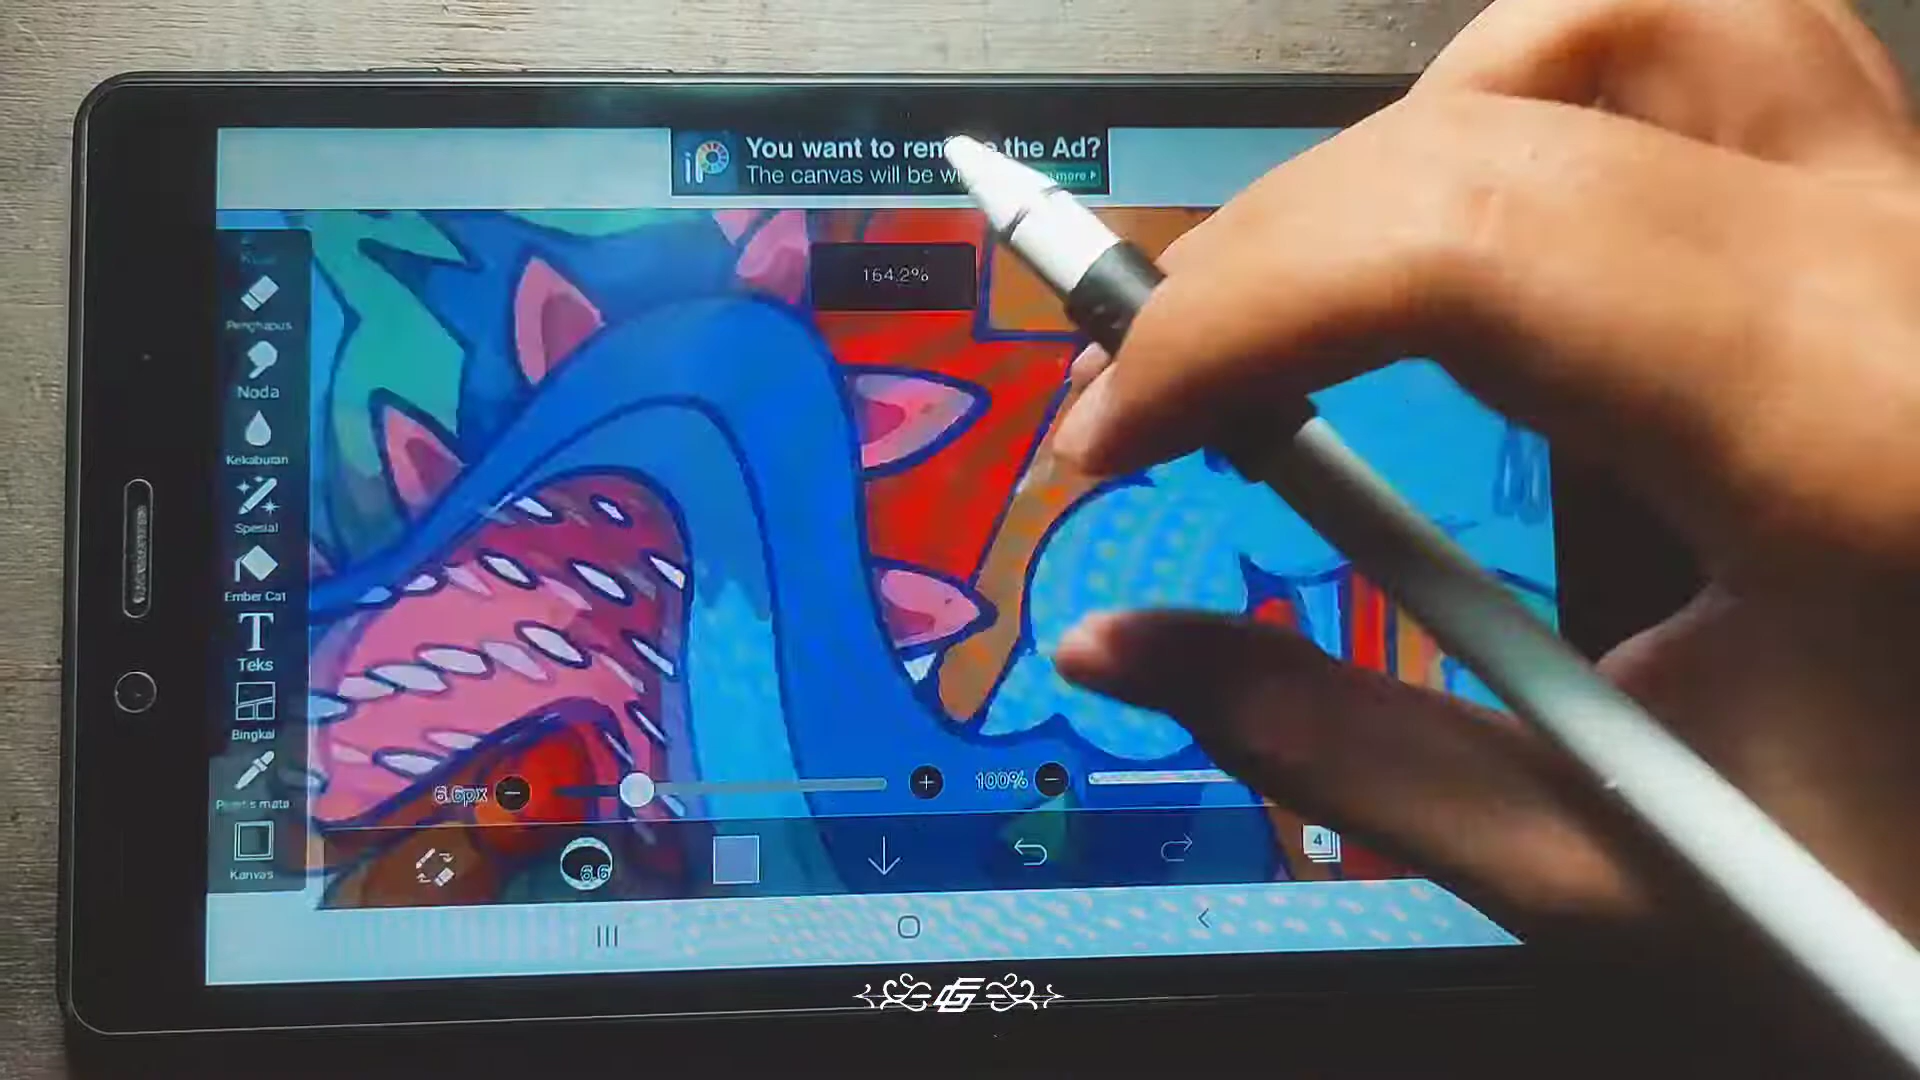 You want to the Ad?
The canvas will be
more
164.2%
Penghapus
Noda
Kekaburan
Spesial
Ember Cat
Teks
Bingkai
Kanvas
6.6px
100%
6.6
4